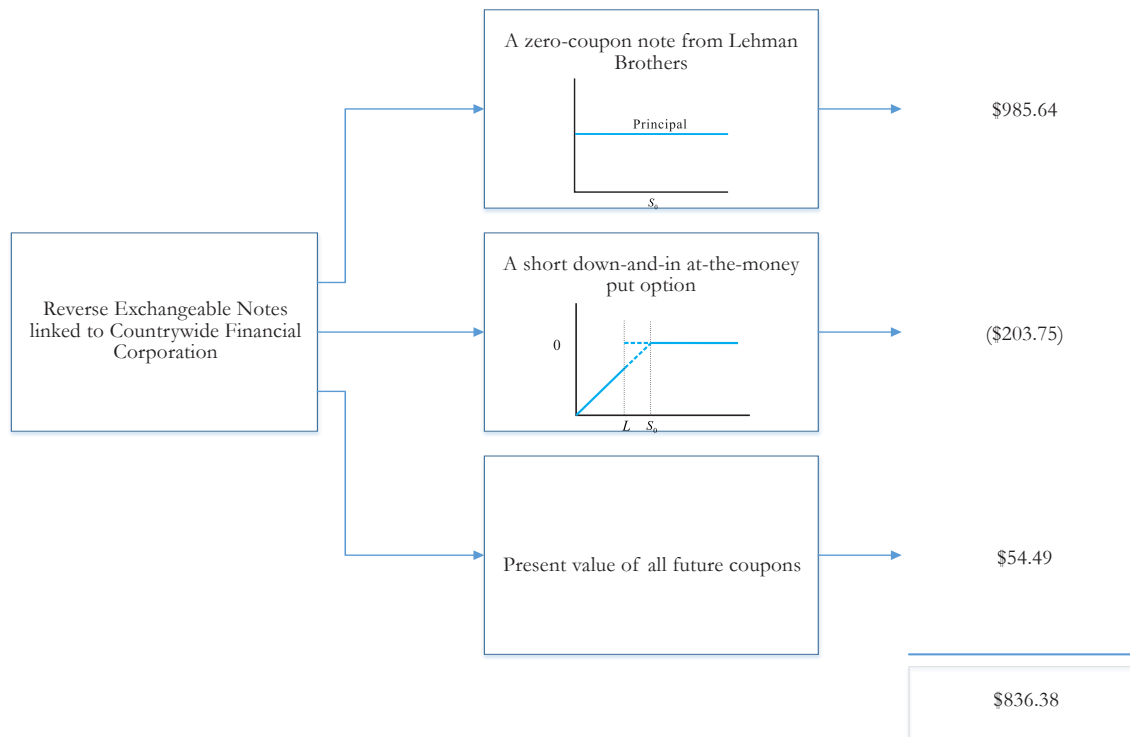 A zero-coupon note from Lehman
Brothers
Principal
S₀
$985.64
Reverse Exchangeable Notes
linked to Countrywide Financial
Corporation
A short down-and-in at-the-money
put option
0
L S₀
($203.75)
Present value of all future coupons
$54.49
$836.38